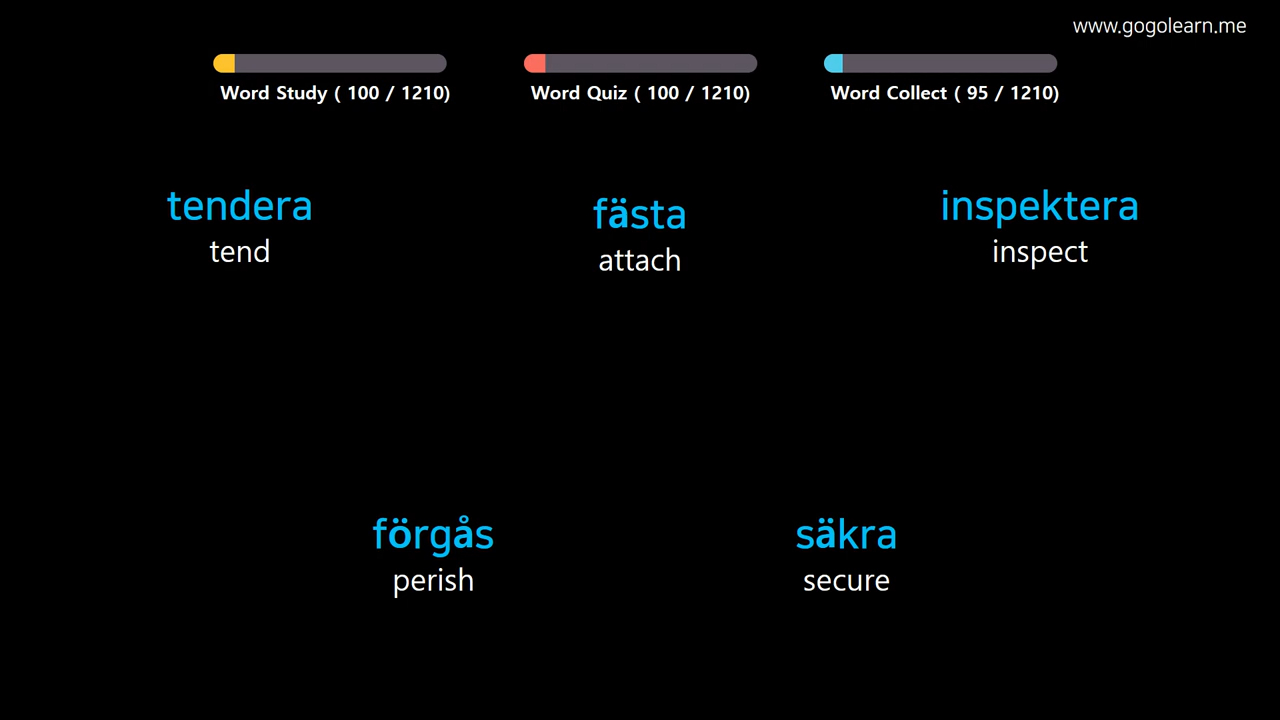 www.gogolearn.me
Word Study ( 100 / 1210)
Word Quiz ( 100 / 1210)
Word Collect ( 95 / 1210)
tendera
tend
fästa
attach
inspektera
inspect
förgås
perish
säkra
secure